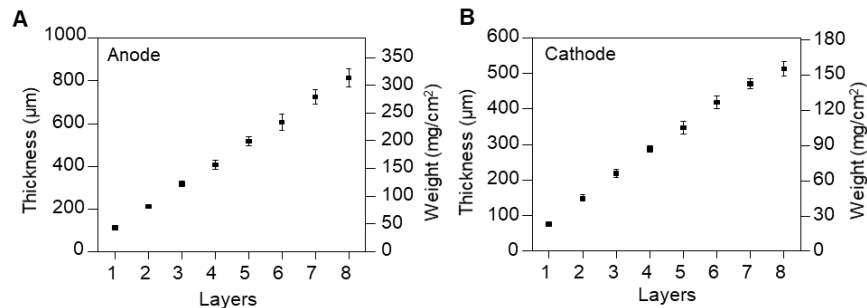 A
Anode
Thickness (µm)
1000
800
600
400
200
0
1 2 3 4 5 6 7 8
Layers
350
300
250
200
150
100
50
0
Weight (mg/cm²)
B
Cathode
Thickness (µm)
600
500
400
300
200
100
0
1 2 3 4 5 6 7 8
Layers
180
150
120
90
60
30
0
Weight (mg/cm²)